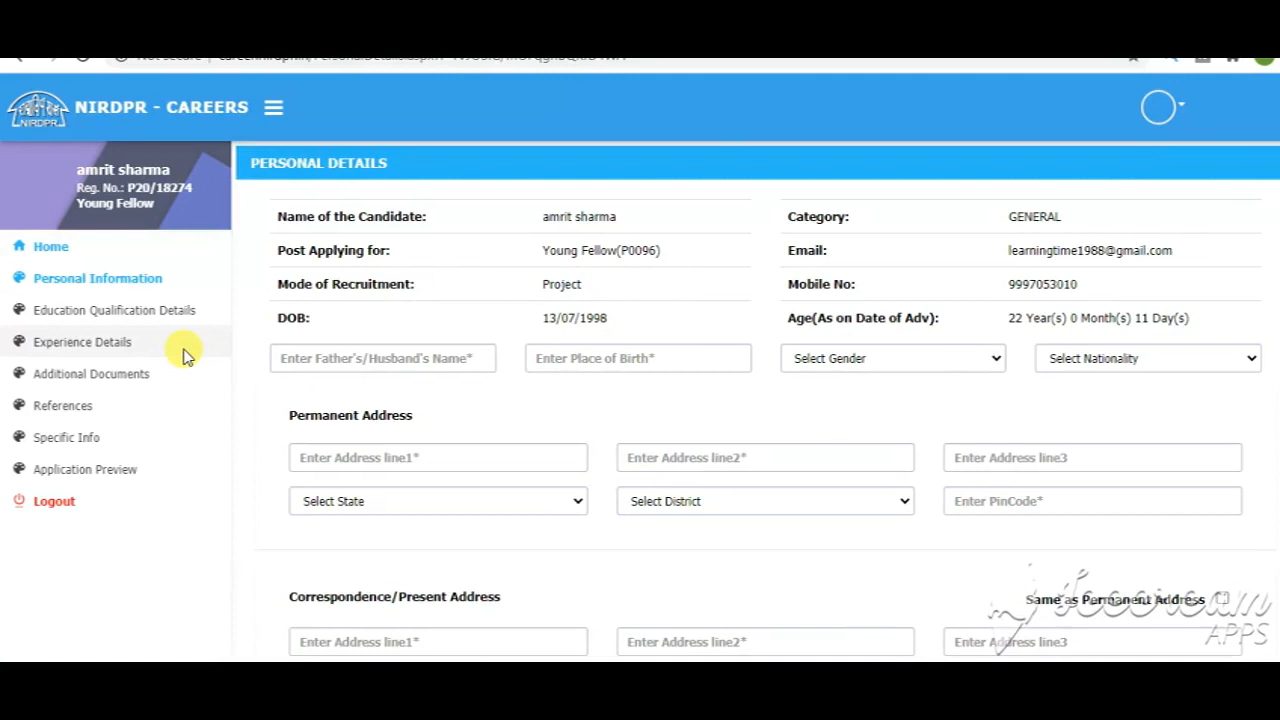 NIRDPR - CAREERS
NIRDPR
amrit sharma
Reg. No.: P20/18274
Young Fellow
Home
Personal Information
Education Qualification Details
Experience Details
Additional Documents
References
Specific Info
Application Preview
Logout
PERSONAL DETAILS
Name of the Candidate: amrit sharma Category: GENERAL
Post Applying for: Young Fellow(P0096) Email: learningtime1988@gmail.com
Mode of Recruitment: Project Mobile No: 9997053010
DOB: 13/07/1998 Age(As on Date of Adv): 22 Year(s) 0 Month(s) 11 Day(s)
Enter Father's/Husband's Name* Enter Place of Birth* Select Gender Select Nationality
Permanent Address
Enter Address line1* Enter Address line2* Enter Address line3
Select State Select District Enter PinCode*
Correspondence/Present Address Same as Permanent Address
Enter Address line1* Enter Address line2* Enter Address line3
APPS